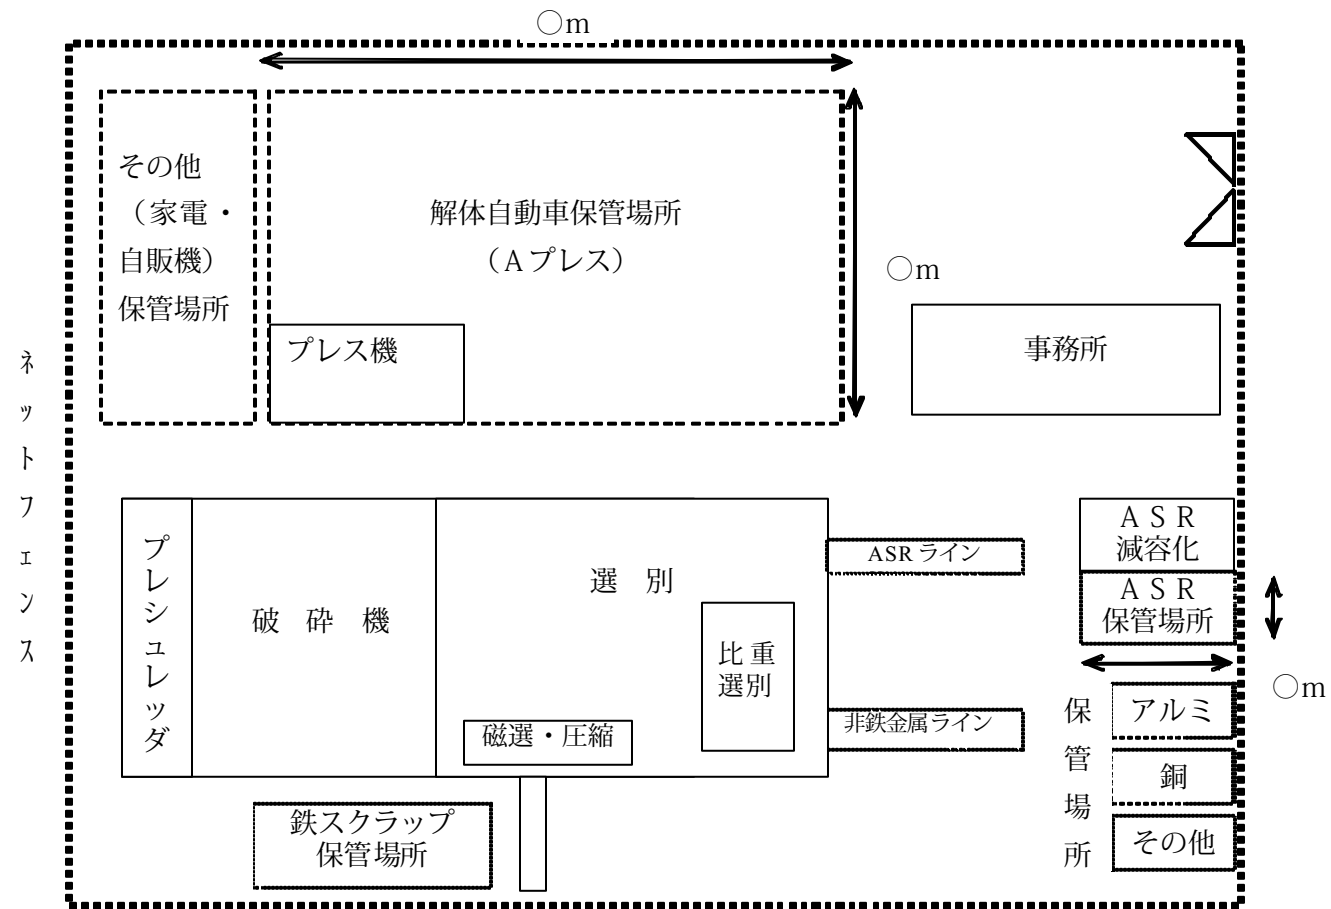 ○m
その他
（家電・
自販機）
保管場所
解体自動車保管場所
（Aプレス）
○m
プレス機
事務所
ネットフェンス
プレシュレッダ
破 砕 機
選 別
比重
選別
磁選・圧縮
ASRライン
非鉄金属ライン
ＡＳＲ
減容化
ＡＳＲ
保管場所
○m
保管場所
アルミ
銅
その他
鉄スクラップ
保管場所